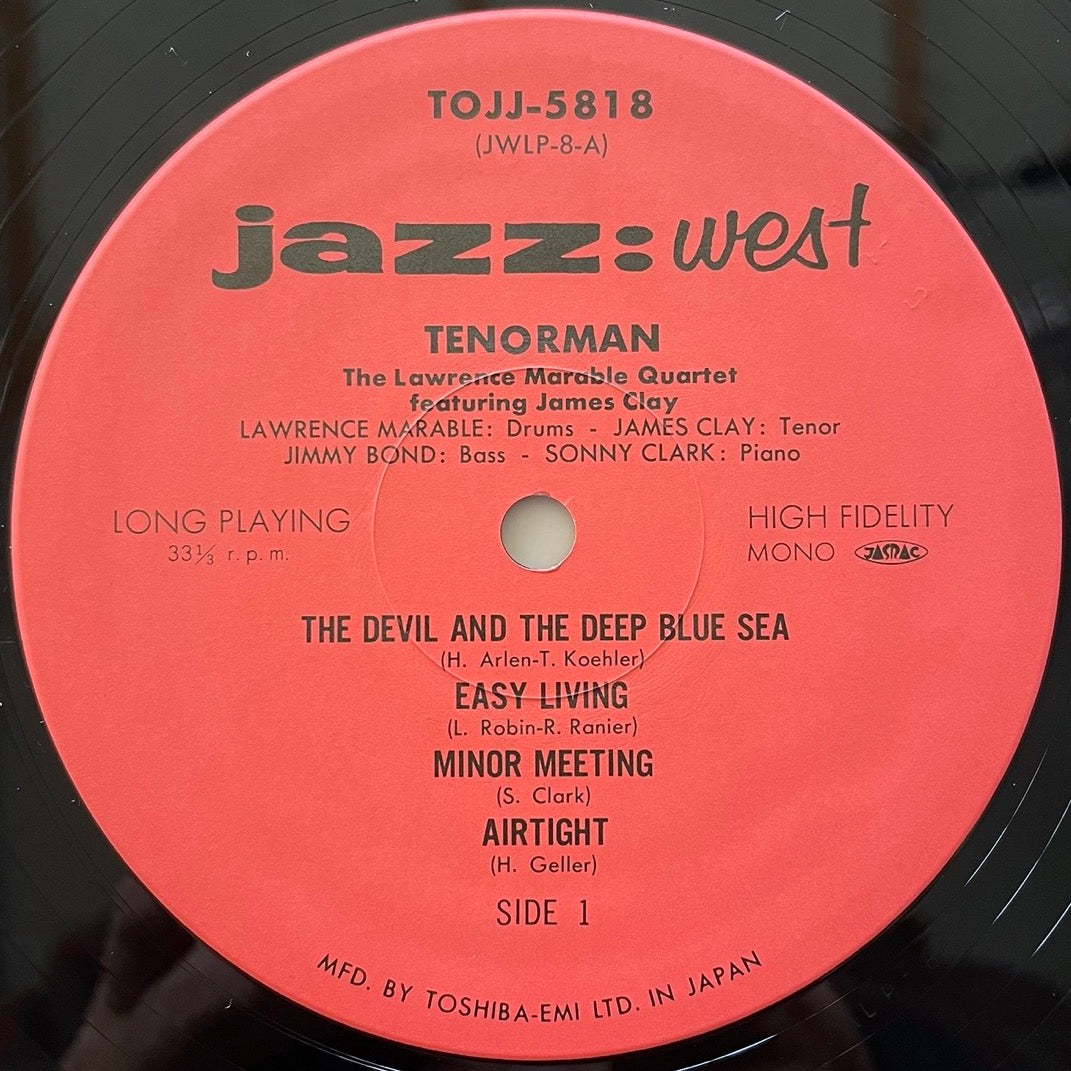 TOJJ-5818
(JWLP-8-A)
jazz: west
TENORMAN
The Lawrence Marable Quartet
featuring James Clay
LAWRENCE MARABLE: Drums - JAMES CLAY: Tenor
JIMMY BOND: Bass - SONNY CLARK: Piano
LONG PLAYING
33⅓ r. p. m.
HIGH FIDELITY
MONO JASRAC
THE DEVIL AND THE DEEP BLUE SEA
(H. Arlen-T. Koehler)
EASY LIVING
(L. Robin-R. Ranier)
MINOR MEETING
(S. Clark)
AIRTIGHT
(H. Geller)
SIDE 1
MFD. BY TOSHIBA-EMI LTD. IN JAPAN